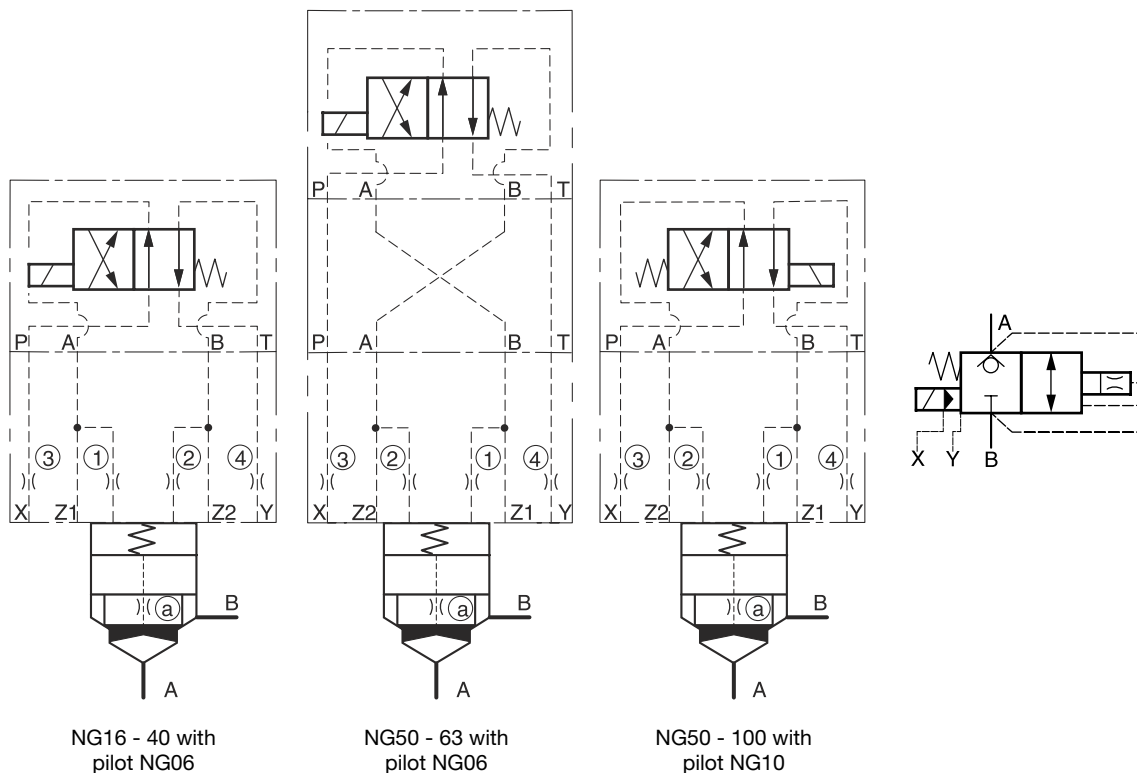 P A B T
P A B T
P A B T
P A B T
③ ① ② ④
③ ② ① ④
③ ② ① ④
X Z1 Z2 Y
X Z2 Z1 Y
X Z2 Z1 Y
ⓐ B
ⓐ B
ⓐ B
A
A
A
A
X Y B
NG16 - 40 with
pilot NG06
NG50 - 63 with
pilot NG06
NG50 - 100 with
pilot NG10